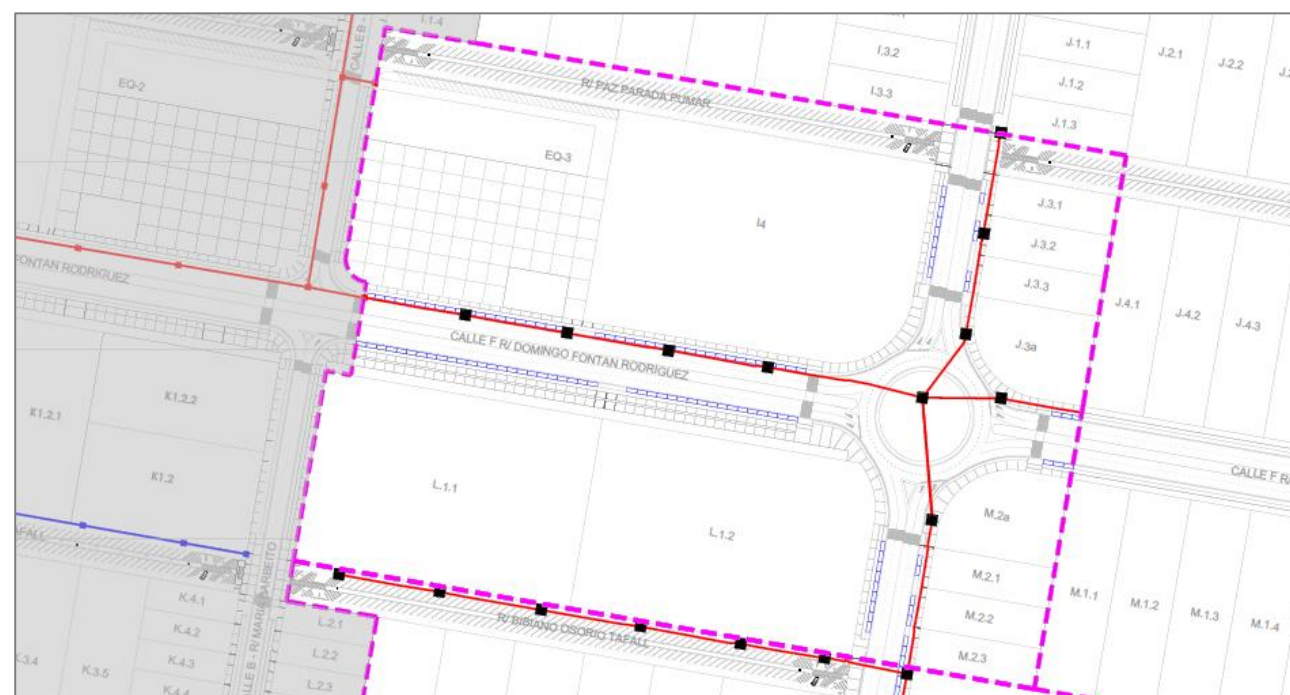 I.1.4
CALLE B -
EQ-2
R/ PAZ PARADA PUMAR
I.3.2
I.3.3
J.1.1
J.1.2
J.1.3
J.2.1
J.2.2
EQ-3
I4
J.3.1
J.3.2
J.3.3
J.3a
J.4.1
J.4.2
J.4.3
FONTAN RODRIGUEZ
CALLE F R/ DOMINGO FONTAN RODRIGUEZ
CALLE F R/
K1.2.1
K1.2.2
K1.2
L.1.1
L.1.2
M.2a
M.2.1
M.2.2
M.2.3
M.1.1
M.1.2
M.1.3
M.1.4
R/ BIBIANO OSORIO TAFALL
K.4.1
K.4.2
K.4.3
K.3.4
K.3.5
L.2.1
L.2.2
L.2.3